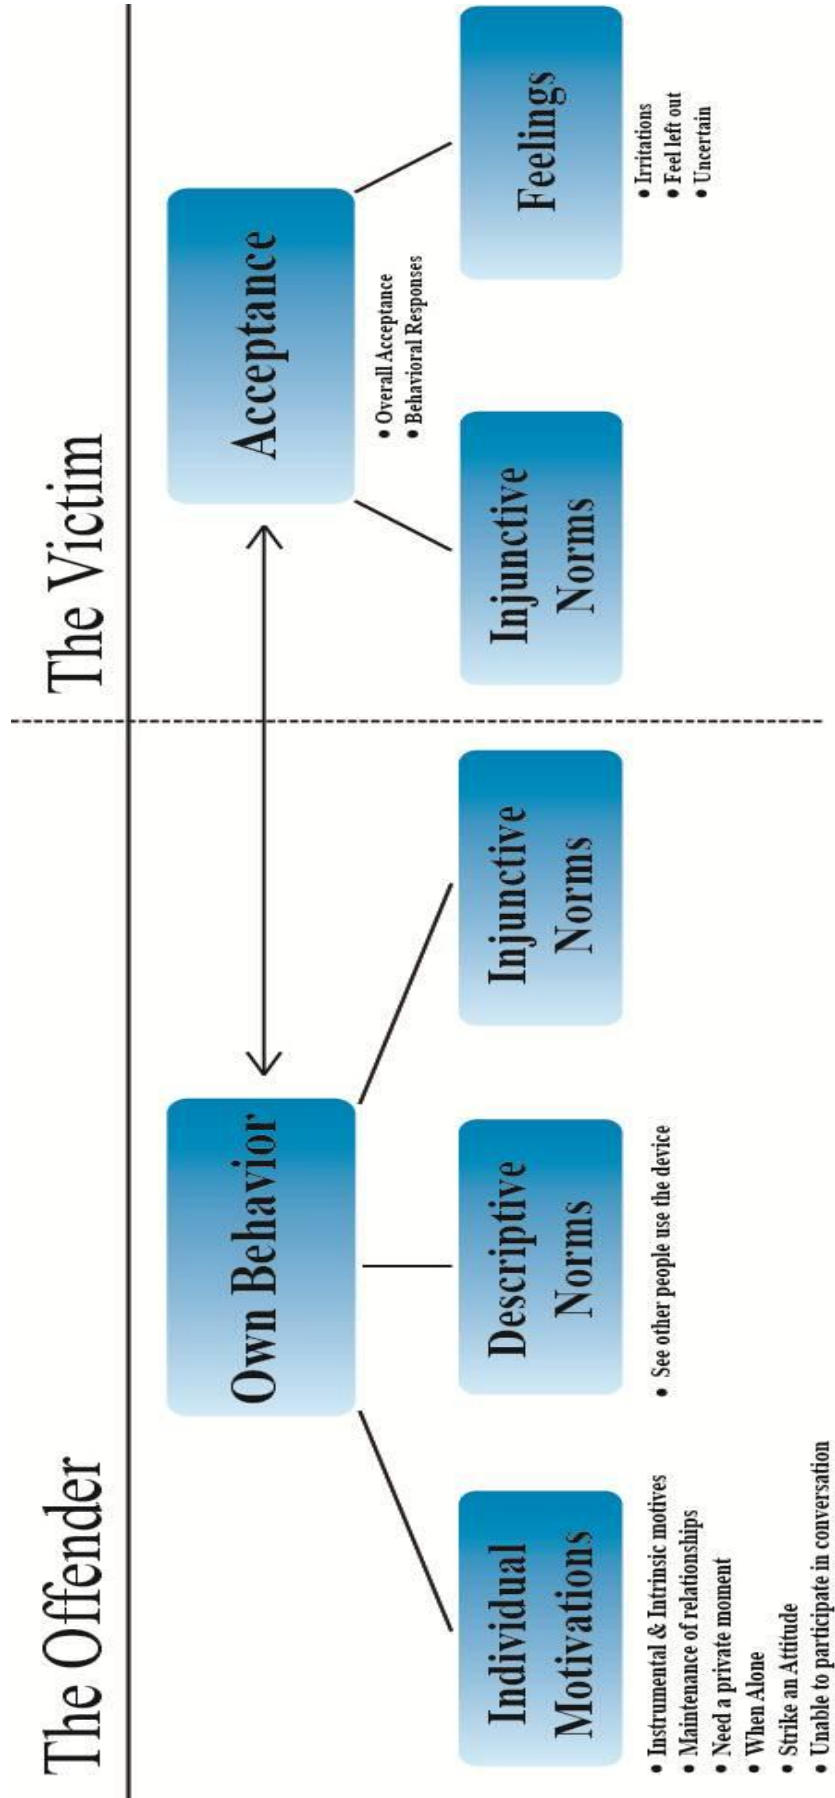 The Offender
The Victim
Own Behavior
Acceptance
• Overall Acceptance
• Behavioral Responses
Individual
Motivations
• Instrumental & Intrinsic motives
• Maintenance of relationships
• Need a private moment
• When Alone
• Strike an Attitude
• Unable to participate in conversation
Descriptive
Norms
• See other people use the device
Injunctive
Norms
Injunctive
Norms
Feelings
• Irritations
• Feel left out
• Uncertain